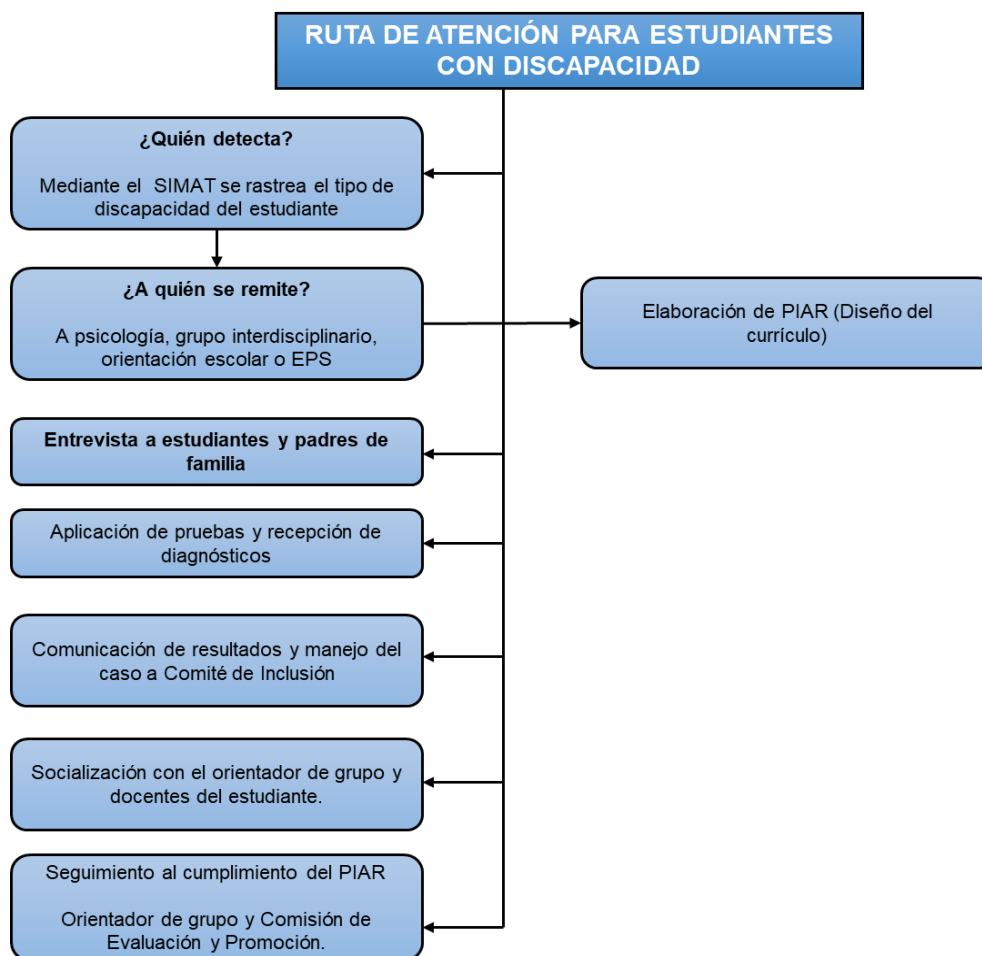 RUTA DE ATENCIÓN PARA ESTUDIANTES
CON DISCAPACIDAD
¿Quién detecta?
Mediante el SIMAT se rastrea el tipo de
discapacidad del estudiante
¿A quién se remite?
A psicología, grupo interdisciplinario,
orientación escolar o EPS
Elaboración de PIAR (Diseño del
currículo)
Entrevista a estudiantes y padres de
familia
Aplicación de pruebas y recepción de
diagnósticos
Comunicación de resultados y manejo del
caso a Comité de Inclusión
Socialización con el orientador de grupo y
docentes del estudiante.
Seguimiento al cumplimiento del PIAR
Orientador de grupo y Comisión de
Evaluación y Promoción.